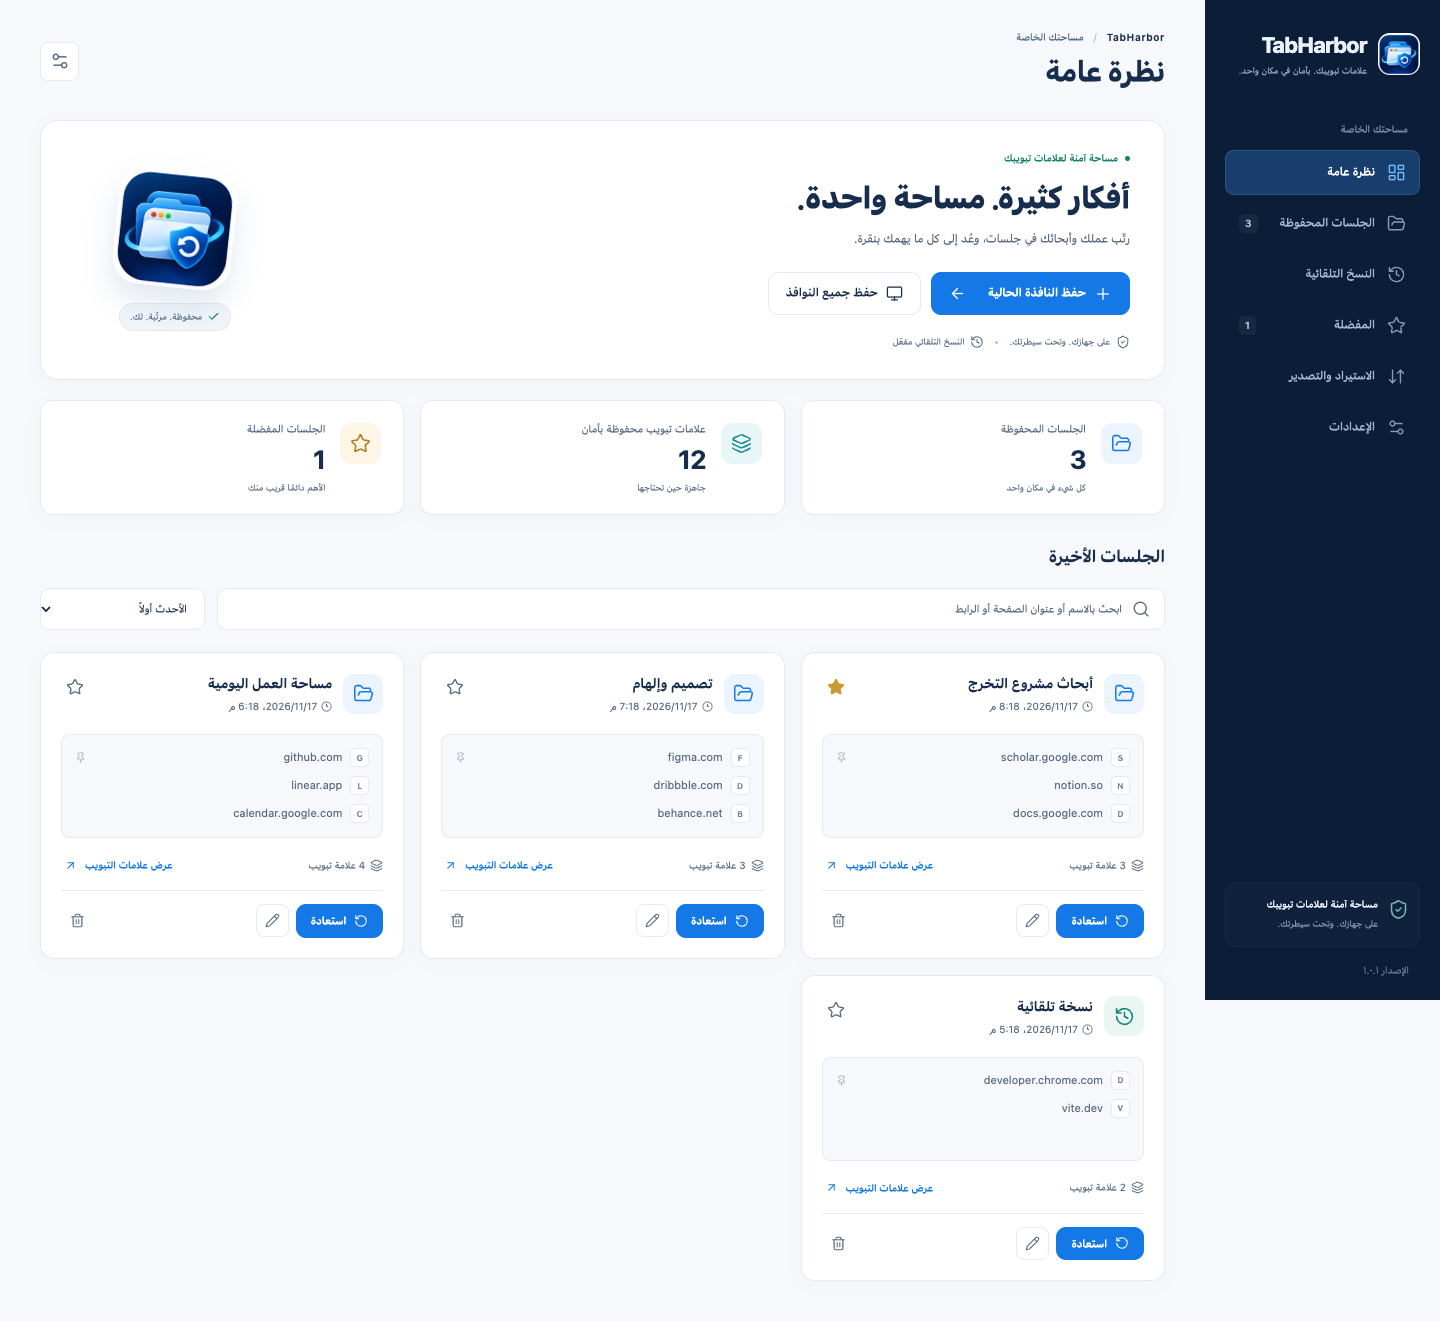 TabHarbor
علامات تبويبك. بأمان في مكان واحد.
مساحتك الخاصة
نظرة عامة
الجلسات المحفوظة 3
النسخ التلقائية
المفضلة 1
الاستيراد والتصدير
الإعدادات
مساحة آمنة لعلامات تبويبك
على جهازك. وتحت سيطرتك.
الإصدار ١.٠.١
TabHarbor / مساحتك الخاصة
نظرة عامة
مساحة آمنة لعلامات تبويبك
أفكار كثيرة. مساحة واحدة.
رتّب عملك وأبحاثك في جلسات، وعُد إلى كل ما يهمك بنقرة.
حفظ النافذة الحالية
حفظ جميع النوافذ
على جهازك. وتحت سيطرتك. • النسخ التلقائي مفعّل
محفوظة. مرتّبة. لك.
الجلسات المحفوظة
3
كل شيء في مكان واحد
علامات تبويب محفوظة بأمان
12
جاهزة حين تحتاجها
الجلسات المفضلة
1
الأهم دائمًا قريب منك
الجلسات الأخيرة
ابحث بالاسم أو عنوان الصفحة أو الرابط
الأحدث أولاً
أبحاث مشروع التخرج
2026/11/17، 8:18 م
S scholar.google.com
N notion.so
D docs.google.com
3 علامة تبويب
عرض علامات التبويب
استعادة
تصميم وإلهام
2026/11/17، 7:18 م
F figma.com
D dribbble.com
B behance.net
3 علامة تبويب
عرض علامات التبويب
استعادة
مساحة العمل اليومية
2026/11/17، 6:18 م
G github.com
L linear.app
C calendar.google.com
4 علامة تبويب
عرض علامات التبويب
استعادة
نسخة تلقائية
2026/11/17، 5:18 م
D developer.chrome.com
V vite.dev
2 علامة تبويب
عرض علامات التبويب
استعادة